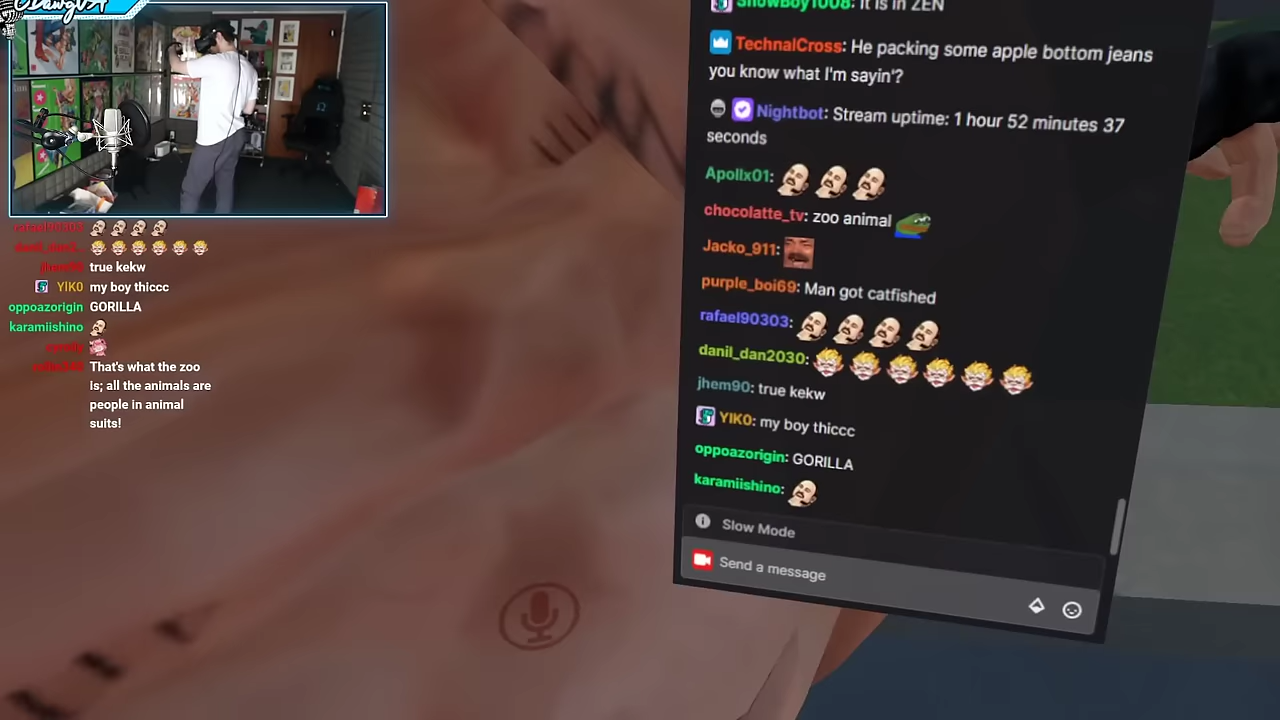 CDawgVA
true kekw
YIK0 my boy thiccc
oppoazorigin GORILLA
karamiishino
That's what the zoo
is; all the animals are
people in animal
suits!
SnowBoy1008: It is in ZEN
TechnalCross: He packing some apple bottom jeans
you know what I'm sayin'?
Nightbot: Stream uptime: 1 hour 52 minutes 37
seconds
Apollx01:
chocolatte_tv: zoo animal
Jacko_911:
purple_boi69: Man got catfished
rafael90303:
danil_dan2030:
jhem90: true kekw
YIK0: my boy thiccc
oppoazorigin: GORILLA
karamiishino:
Slow Mode
Send a message